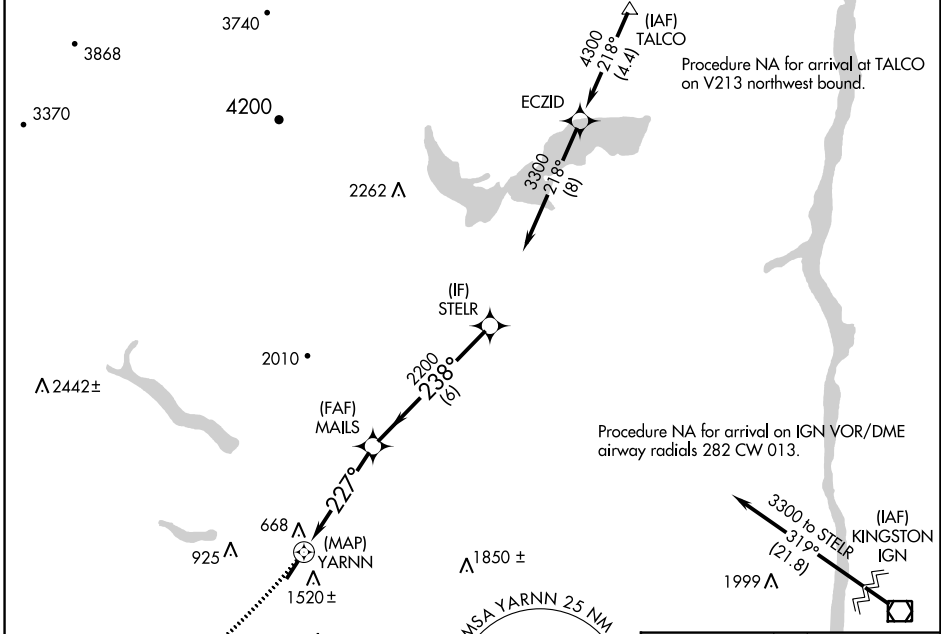 3740
(IAF)
TALCO
3868
4300
218°
(4.4)
Procedure NA for arrival at TALCO
on V213 northwest bound.
ECZID
3370
4200
3300
218°
(8)
2262
(IF)
STELR
2010
2200
238°
(6)
2442±
(FAF)
MAILS
Procedure NA for arrival on IGN VOR/DME
airway radials 282 CW 013.
227°
3300 to STELR
319°
(21.8)
(IAF)
KINGSTON
IGN
668
925
(MAP)
YARNN
1850 ±
1999
1520±
MSA YARNN 25 NM